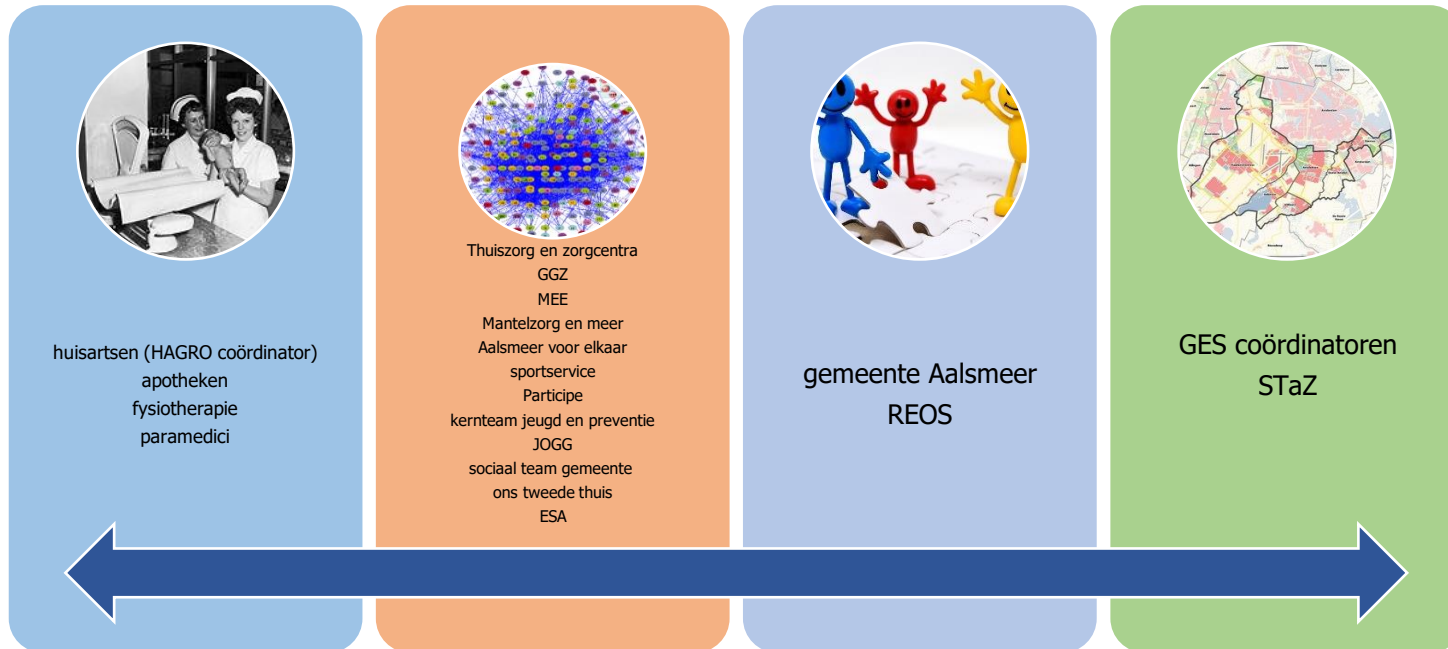 huisartsen (HAGRO coördinator)
apotheken
fysiotherapie
paramedici
Thuiszorg en zorgcentra
GGZ
MEE
Mantelzorg en meer
Aalsmeer voor elkaar
sportservice
Participe
kernteam jeugd en preventie
JOGG
sociaal team gemeente
ons tweede thuis
ESA
gemeente Aalsmeer
REOS
GES coördinatoren
STaZ